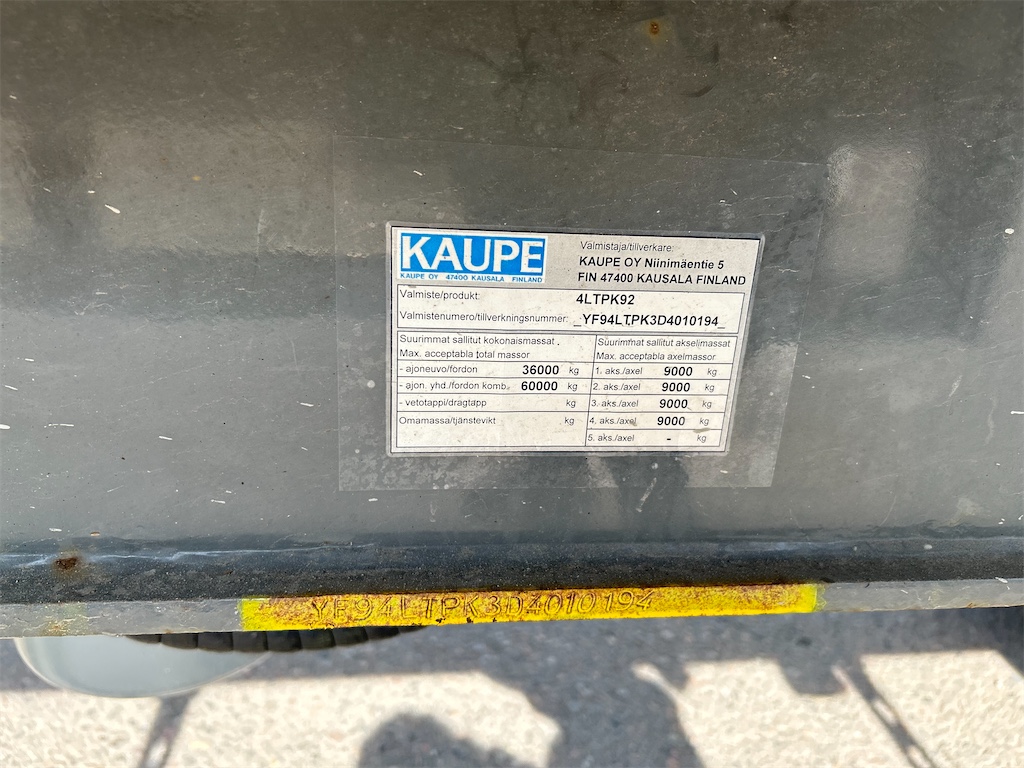 KAUPE
KAUPE OY 47400 KAUSALA FINLAND
Valmistaja/tillverkare:
KAUPE OY Niinimäentie 5
FIN 47400 KAUSALA FINLAND
Valmiste/produkt: 4LTPK92
Valmistenumero/tillverkningsnummer: _YF94LTPK3D4010194_
Suurimmat sallitut kokonaismassat
Max. acceptabla total massor
- ajoneuvo/fordon 36000 kg
- ajon. yhd./fordon komb. 60000 kg
- vetotappi/dragtapp kg
Omamassa/tjänstevikt kg
Suurimmat sallitut akselimassat
Max. acceptabla axelmassor
1. aks./axel 9000 kg
2. aks./axel 9000 kg
3. aks./axel 9000 kg
4. aks./axel 9000 kg
5. aks./axel - kg
YF94LTPK3D4010194